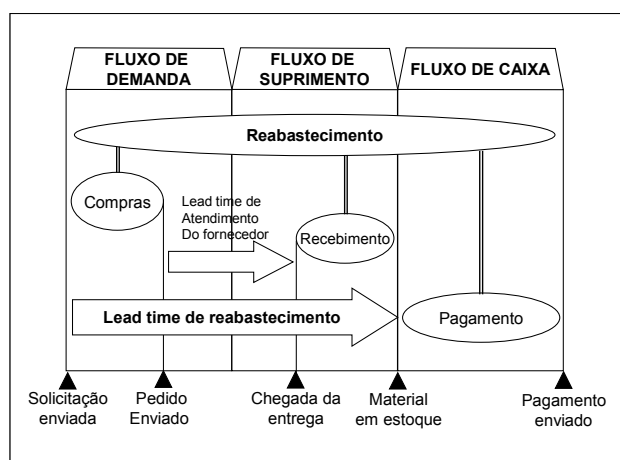 FLUXO DE
DEMANDA
FLUXO DE
SUPRIMENTO
FLUXO DE CAIXA
Reabastecimento
Compras
Lead time de
Atendimento
Do fornecedor
Recebimento
Lead time de reabastecimento
Pagamento
Solicitação
enviada
Pedido
Enviado
Chegada da
entrega
Material
em estoque
Pagamento
enviado